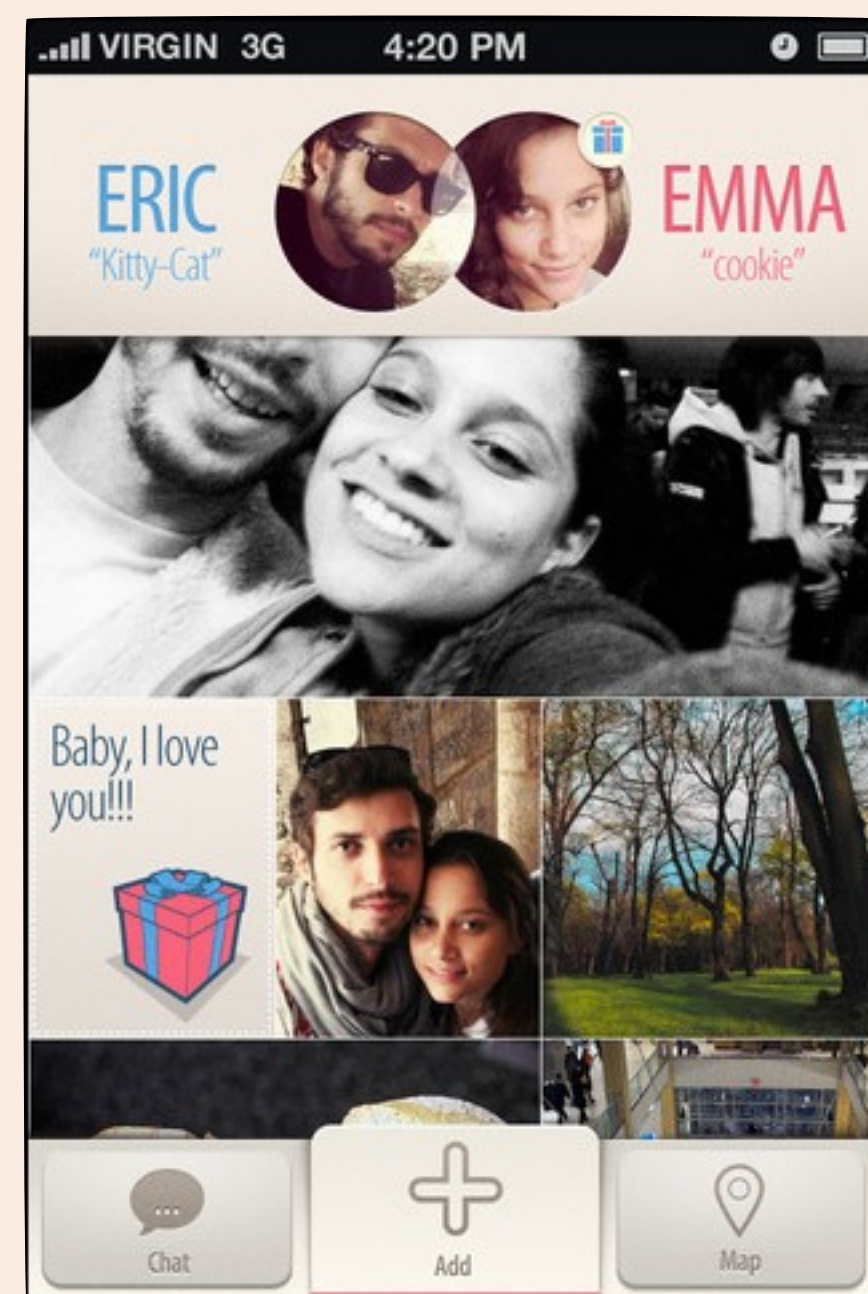 VIRGIN 3G 4:20 PM
ERIC
"Kitty-Cat"
EMMA
"cookie"
Baby, I love
you!!!
Chat
Add
Map